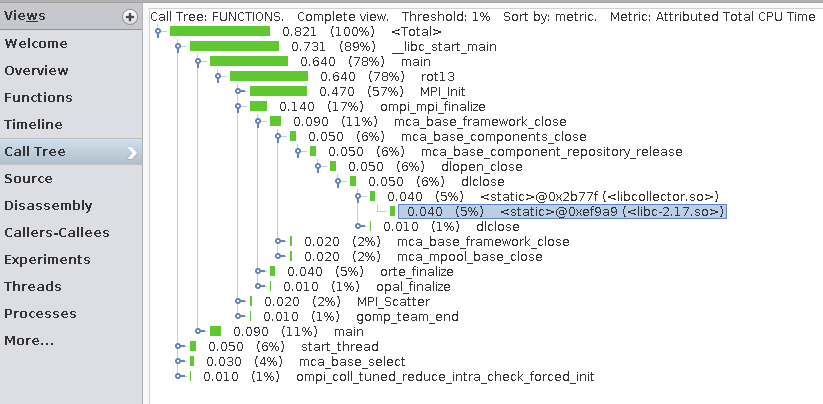 Views
Welcome
Overview
Functions
Timeline
Call Tree
Source
Disassembly
Callers-Callees
Experiments
Threads
Processes
More...
Call Tree: FUNCTIONS. Complete view. Threshold: 1% Sort by: metric. Metric: Attributed Total CPU Time
0.821 (100%) <Total>
0.731 (89%) __libc_start_main
0.640 (78%) main
0.640 (78%) rot13
0.470 (57%) MPI_Init
0.140 (17%) ompi_mpi_finalize
0.090 (11%) mca_base_framework_close
0.050 (6%) mca_base_components_close
0.050 (6%) mca_base_component_repository_release
0.050 (6%) dlopen_close
0.050 (6%) dlclose
0.040 (5%) <static>@0x2b77f (<libcollector.so>)
0.040 (5%) <static>@0xef9a9 (<libc-2.17.so>)
0.010 (1%) dlclose
0.020 (2%) mca_base_framework_close
0.020 (2%) mca_mpool_base_close
0.040 (5%) orte_finalize
0.010 (1%) opal_finalize
0.020 (2%) MPI_Scatter
0.010 (1%) gomp_team_end
0.090 (11%) main
0.050 (6%) start_thread
0.030 (4%) mca_base_select
0.010 (1%) ompi_coll_tuned_reduce_intra_check_forced_init